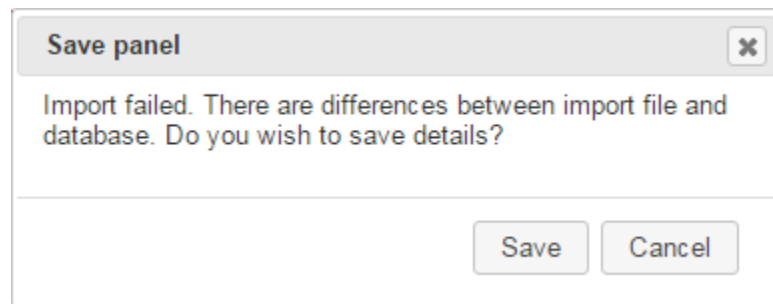 Save panel
Import failed. There are differences between import file and
database. Do you wish to save details?
Save
Cancel